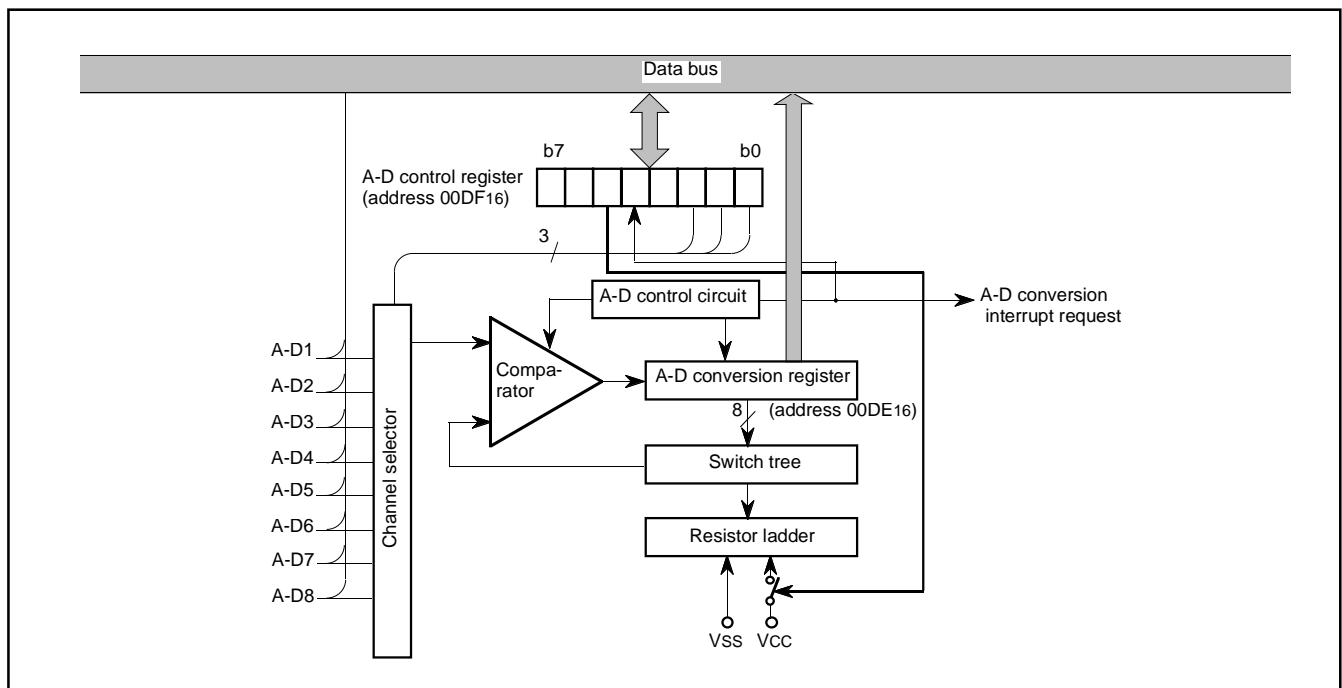 Data bus
b7
b0
A-D control register
(address 00DF16)
3
A-D control circuit
A-D conversion
interrupt request
A-D1
A-D2
A-D3
A-D4
A-D5
A-D6
A-D7
A-D8
Channel selector
Compa-
rator
A-D conversion register
8
(address 00DE16)
Switch tree
Resistor ladder
VSS
VCC